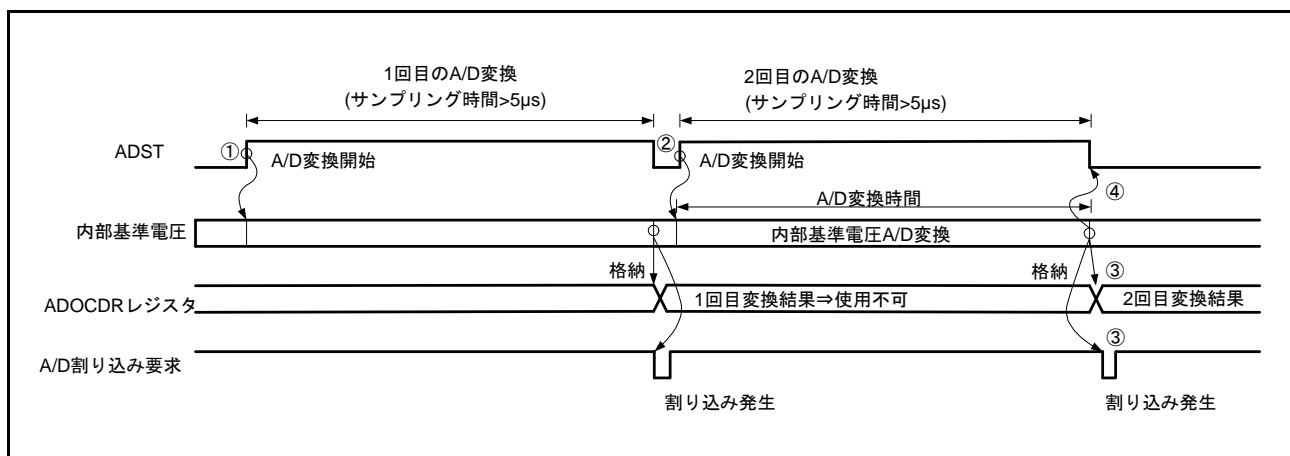 1回目のA/D変換
(サンプリング時間>5µs)
2回目のA/D変換
(サンプリング時間>5µs)
ADST
①
A/D変換開始
②
A/D変換開始
A/D変換時間
④
内部基準電圧
内部基準電圧A/D変換
格納
格納
③
ADOCDRレジスタ
1回目変換結果⇒使用不可
2回目変換結果
A/D割り込み要求
③
割り込み発生
割り込み発生